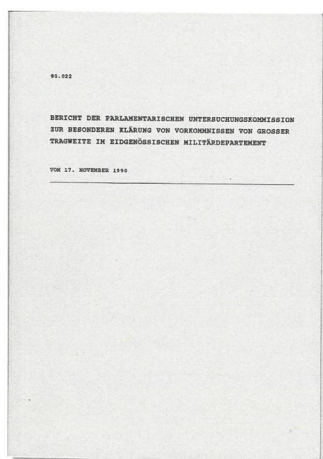 90.022
BERICHT DER PARLAMENTARISCHEN UNTERSUCHUNGSKOMMISSION
ZUR BESONDEREN KLÄRUNG VON VORKOMMNISSEN VON GROSSER
TRAGWEITE IM EIDGENÖSSISCHEN MILITÄRDEPARTEMENT
VOM 17. NOVEMBER 1990